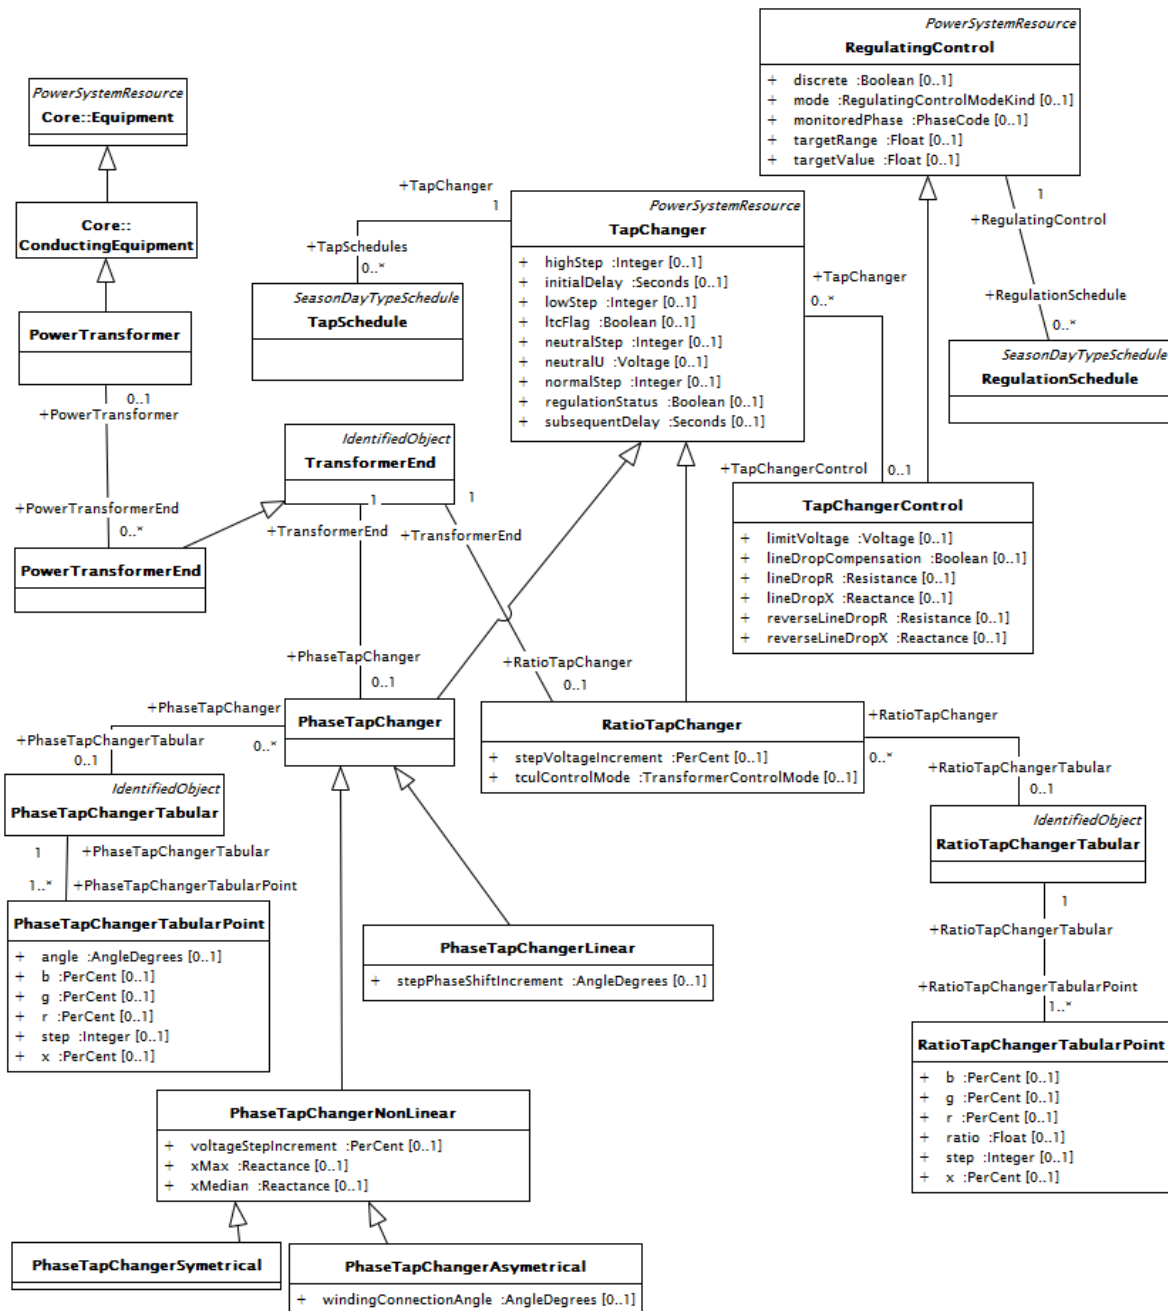 PowerSystemResource
RegulatingControl
+ discrete :Boolean [0..1]
+ mode :RegulatingControlModeKind [0..1]
+ monitoredPhase :PhaseCode [0..1]
+ targetRange :Float [0..1]
+ targetValue :Float [0..1]
PowerSystemResource
Core::Equipment
Core::
ConductingEquipment
PowerTransformer
0..1
+PowerTransformer
+PowerTransformerEnd
0..*
PowerTransformerEnd
+TapChanger
1
+TapSchedules
0..*
SeasonDayTypeSchedule
TapSchedule
PowerSystemResource
TapChanger
+ highStep :Integer [0..1]
+ initialDelay :Seconds [0..1]
+ lowStep :Integer [0..1]
+ ltcFlag :Boolean [0..1]
+ neutralStep :Integer [0..1]
+ neutralU :Voltage [0..1]
+ normalStep :Integer [0..1]
+ regulationStatus :Boolean [0..1]
+ subsequentDelay :Seconds [0..1]
+TapChanger
0..*
1
+RegulatingControl
+RegulationSchedule
0..*
SeasonDayTypeSchedule
RegulationSchedule
+TapChangerControl
0..1
TapChangerControl
+ limitVoltage :Voltage [0..1]
+ lineDropCompensation :Boolean [0..1]
+ lineDropR :Resistance [0..1]
+ lineDropX :Reactance [0..1]
+ reverseLineDropR :Resistance [0..1]
+ reverseLineDropX :Reactance [0..1]
IdentifiedObject
TransformerEnd
1
1
+TransformerEnd
+TransformerEnd
+PhaseTapChanger
0..1
+RatioTapChanger
0..1
PhaseTapChanger
+PhaseTapChanger
0..*
+PhaseTapChangerTabular
0..1
IdentifiedObject
PhaseTapChangerTabular
1
+PhaseTapChangerTabular
1..*
+PhaseTapChangerTabularPoint
PhaseTapChangerTabularPoint
+ angle :AngleDegrees [0..1]
+ b :PerCent [0..1]
+ g :PerCent [0..1]
+ r :PerCent [0..1]
+ step :Integer [0..1]
+ x :PerCent [0..1]
RatioTapChanger
+ stepVoltageIncrement :PerCent [0..1]
+ tculControlMode :TransformerControlMode [0..1]
+RatioTapChanger
0..*
+RatioTapChangerTabular
0..1
IdentifiedObject
RatioTapChangerTabular
1
+RatioTapChangerTabular
+RatioTapChangerTabularPoint
1..*
RatioTapChangerTabularPoint
+ b :PerCent [0..1]
+ g :PerCent [0..1]
+ r :PerCent [0..1]
+ ratio :Float [0..1]
+ step :Integer [0..1]
+ x :PerCent [0..1]
PhaseTapChangerLinear
+ stepPhaseShiftIncrement :AngleDegrees [0..1]
PhaseTapChangerNonLinear
+ voltageStepIncrement :PerCent [0..1]
+ xMax :Reactance [0..1]
+ xMedian :Reactance [0..1]
PhaseTapChangerSymetrical
PhaseTapChangerAsymetrical
+ windingConnectionAngle :AngleDegrees [0..1]